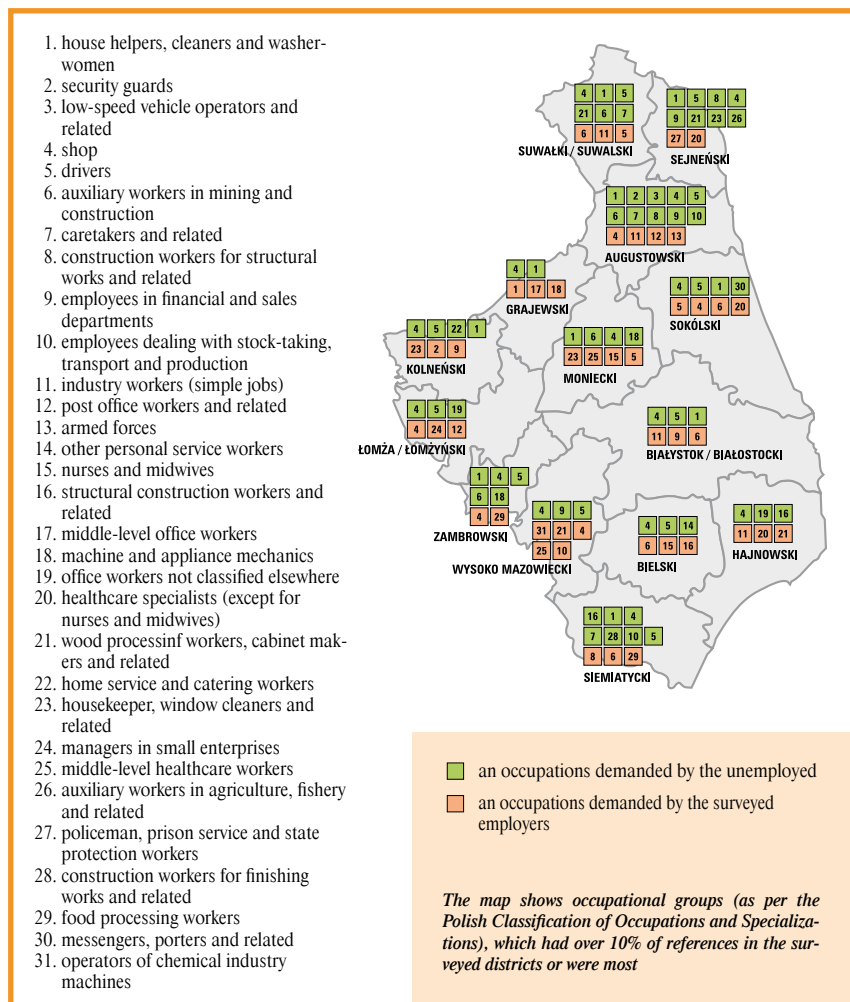 1. house helpers, cleaners and washer-
women
2. security guards
3. low-speed vehicle operators and
related
4. shop
5. drivers
6. auxiliary workers in mining and
construction
7. caretakers and related
8. construction workers for structural
works and related
9. employees in financial and sales
departments
10. employees dealing with stock-taking,
transport and production
11. industry workers (simple jobs)
12. post office workers and related
13. armed forces
14. other personal service workers
15. nurses and midwives
16. structural construction workers and
related
17. middle-level office workers
18. machine and appliance mechanics
19. office workers not classified elsewhere
20. healthcare specialists (except for
nurses and midwives)
21. wood processinf workers, cabinet mak-
ers and related
22. home service and catering workers
23. housekeeper, window cleaners and
related
24. managers in small enterprises
25. middle-level healthcare workers
26. auxiliary workers in agriculture, fishery
and related
27. policeman, prison service and state
protection workers
28. construction workers for finishing
works and related
29. food processing workers
30. messengers, porters and related
31. operators of chemical industry
machines
4 1 5
21 6 7
6 11 5
SUWAŁKI / SUWALSKI
1 5 8 4
9 21 23 26
27 20
SEJNEŃSKI
1 2 3 4 5
6 7 8 9 10
4 11 12 13
AUGUSTOWSKI
4 1
1 17 18
GRAJEWSKI
4 5 1 30
5 4 6 20
SOKÓLSKI
4 5 22 1
23 2 9
KOLNEŃSKI
1 6 4 18
23 25 15 5
MONIECKI
4 5 19
4 24 12
ŁOMŻA / ŁOMŻYŃSKI
4 5 1
11 9 6
BIAŁYSTOK / BIAŁOSTOCKI
1 4 5
6 18
4 29
ZAMBROWSKI
4 9 5
31 21 4
25 10
WYSOKO MAZOWIECKI
4 5 14
6 15 16
BIELSKI
4 19 16
11 20 21
HAJNOWSKI
16 1 4
7 28 10 5
8 6 29
SIEMIATYCKI
an occupations demanded by the unemployed
an occupations demanded by the surveyed
employers
The map shows occupational groups (as per the
Polish Classification of Occupations and Specializa-
tions), which had over 10% of references in the sur-
veyed districts or were most